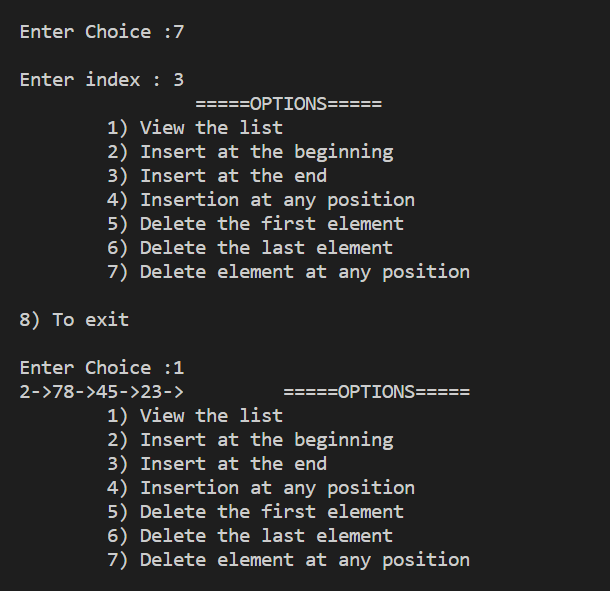 Enter Choice :7
Enter index : 3
=====OPTIONS=====
1) View the list
2) Insert at the beginning
3) Insert at the end
4) Insertion at any position
5) Delete the first element
6) Delete the last element
7) Delete element at any position
8) To exit
Enter Choice :1
2->78->45->23-> =====OPTIONS=====
1) View the list
2) Insert at the beginning
3) Insert at the end
4) Insertion at any position
5) Delete the first element
6) Delete the last element
7) Delete element at any position